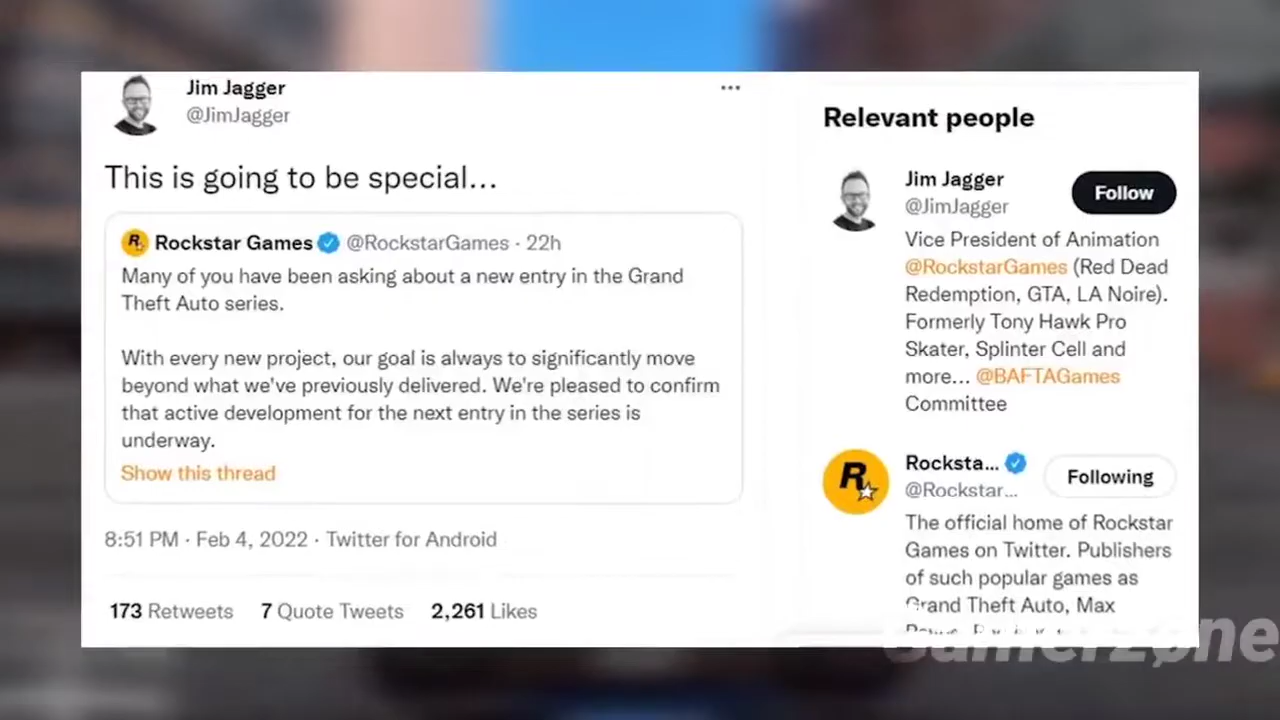 Jim Jagger
@JimJagger
This is going to be special...
Rockstar Games @RockstarGames · 22h
Many of you have been asking about a new entry in the Grand
Theft Auto series.
With every new project, our goal is always to significantly move
beyond what we've previously delivered. We're pleased to confirm
that active development for the next entry in the series is
underway.
Show this thread
8:51 PM · Feb 4, 2022 · Twitter for Android
173 Retweets 7 Quote Tweets 2,261 Likes
Relevant people
Jim Jagger
@JimJagger
Follow
Vice President of Animation
@RockstarGames (Red Dead
Redemption, GTA, LA Noire).
Formerly Tony Hawk Pro
Skater, Splinter Cell and
more... @BAFTAGames
Committee
Rocksta...
@Rockstar...
Following
The official home of Rockstar
Games on Twitter. Publishers
of such popular games as
Grand Theft Auto, Max
Gamerzone